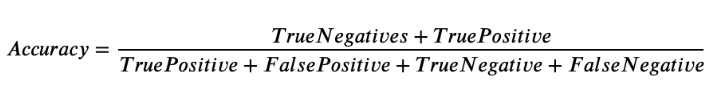 Accuracy = TrueNegatives + TruePositive
TruePositive + FalsePositive + TrueNegative + FalseNegative